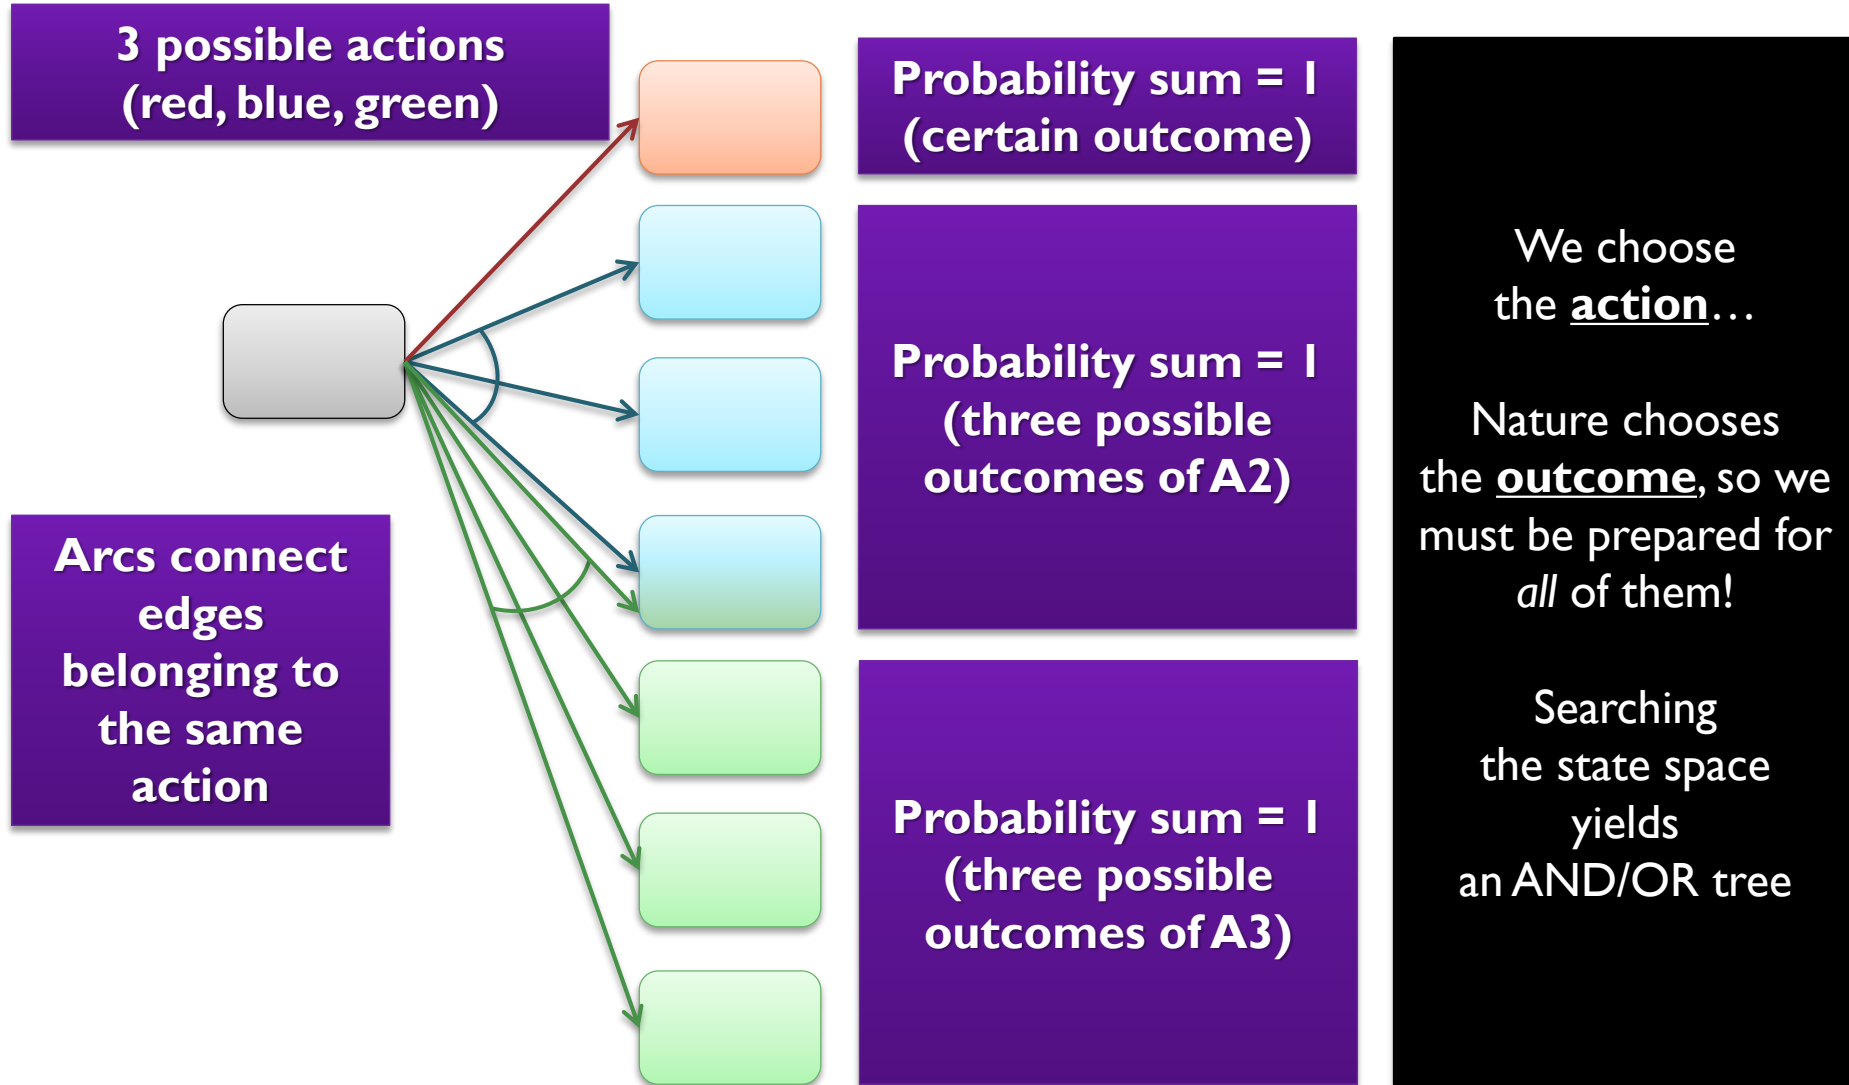 3 possible actions
(red, blue, green)
Probability sum = 1
(certain outcome)
Probability sum = 1
(three possible
outcomes of A2)
Arcs connect
edges
belonging to
the same
action
Probability sum = 1
(three possible
outcomes of A3)
We choose
the action…
Nature chooses
the outcome, so we
must be prepared for
all of them!
Searching
the state space
yields
an AND/OR tree